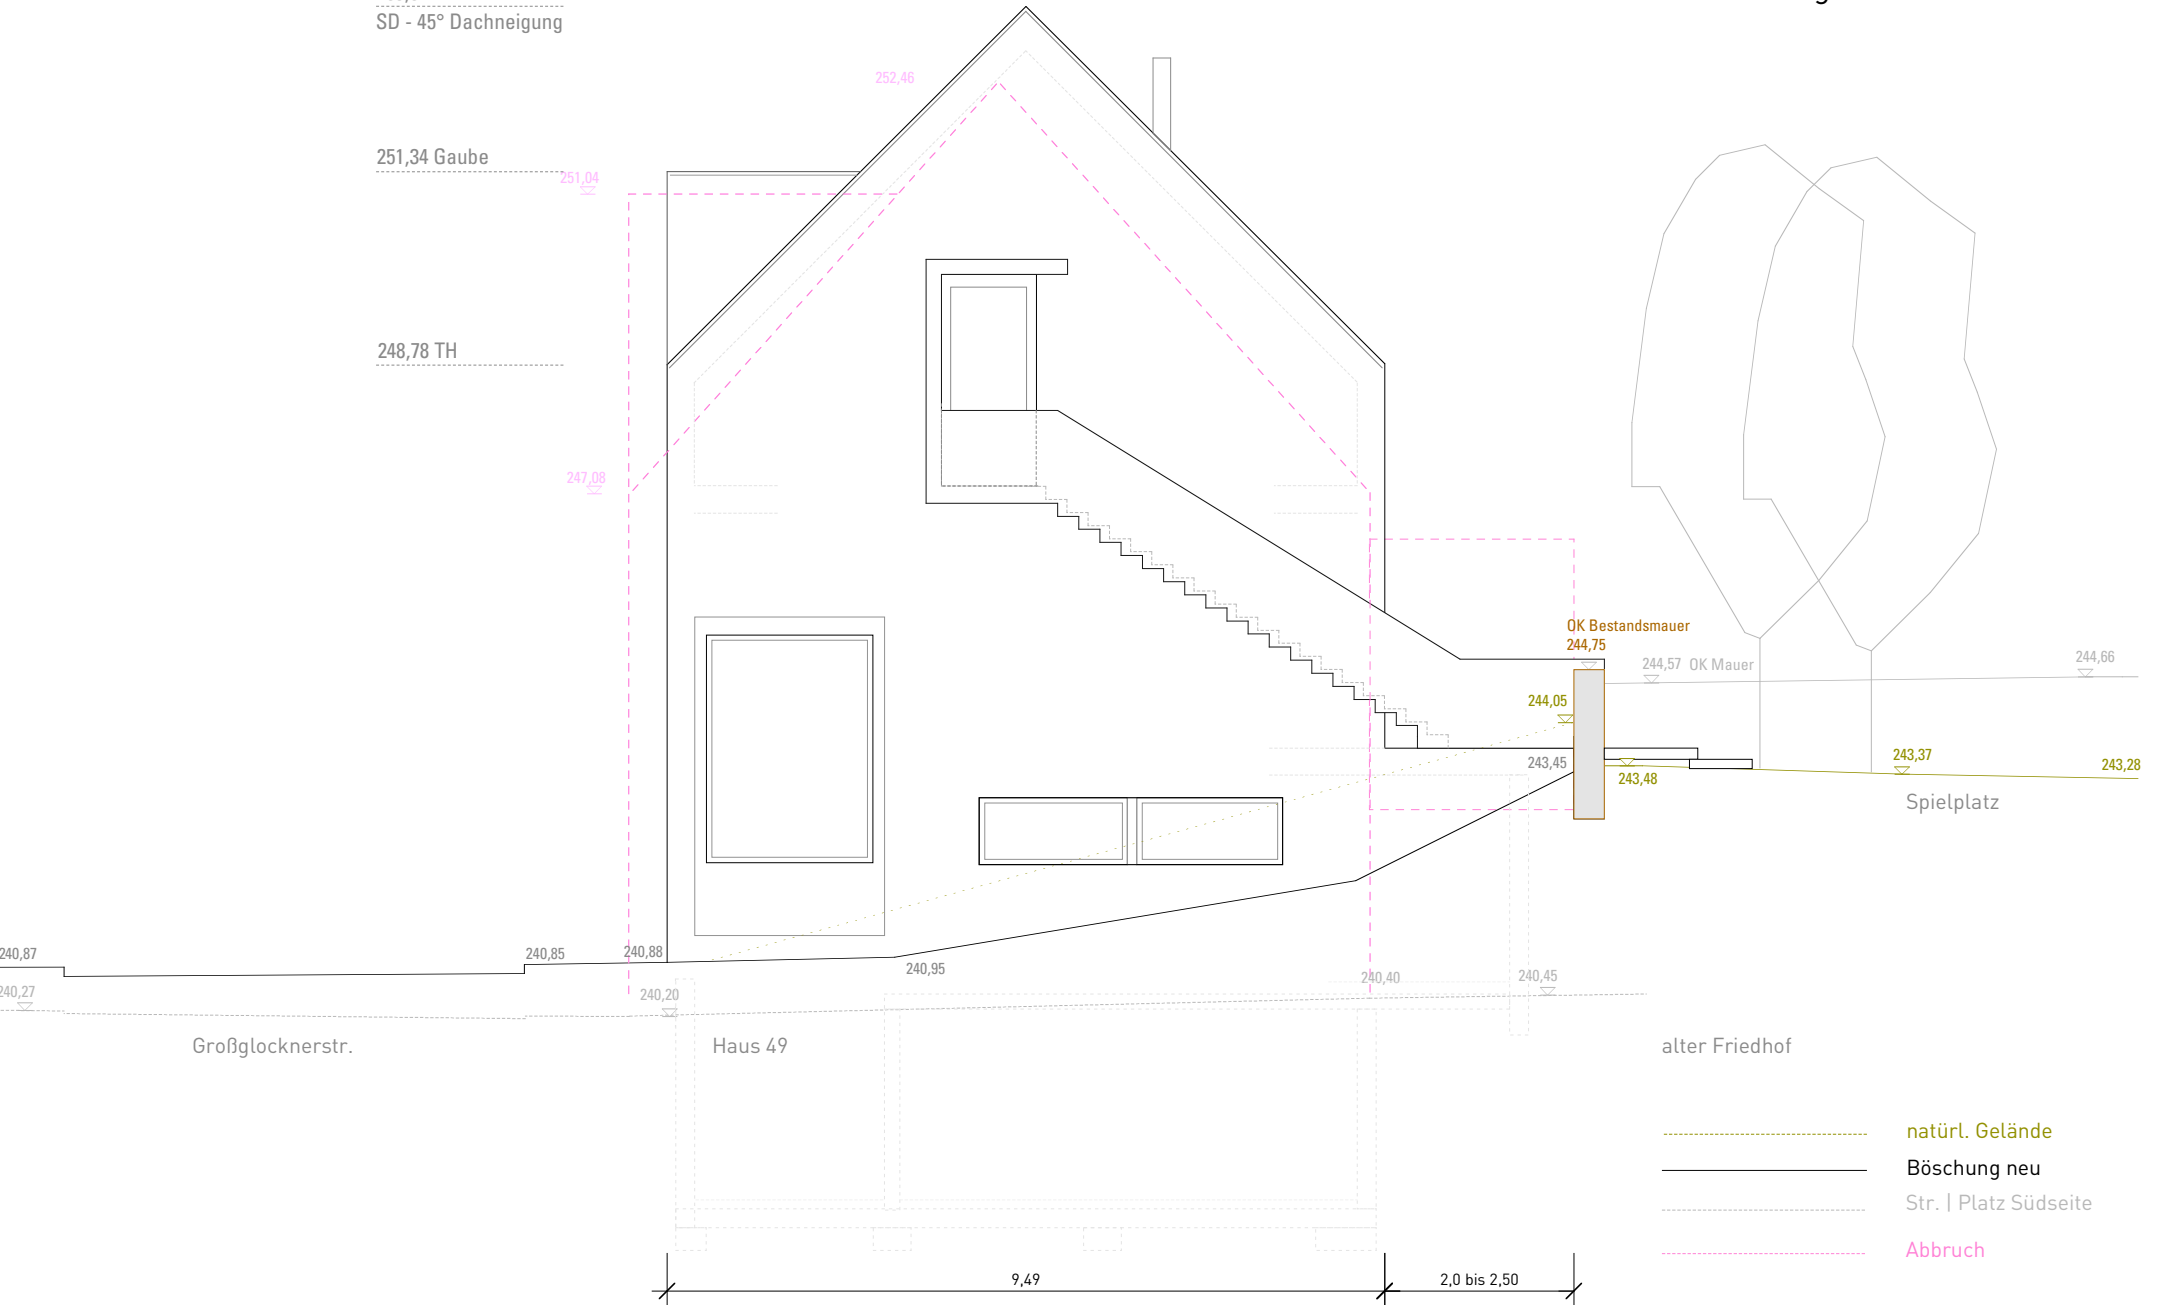 SD - 45° Dachneigung
252,46
251,34 Gaube
251,04
248,78 TH
247,08
OK Bestandsmauer
244,75
244,57 OK Mauer
244,66
244,05
243,45
243,48
243,37
243,28
Spielplatz
240,87
240,85
240,88
240,95
240,27
240,20
240,40
240,45
Großglocknerstr.
Haus 49
alter Friedhof
natürl. Gelände
Böschung neu
Str. | Platz Südseite
Abbruch
9,49
2,0 bis 2,50